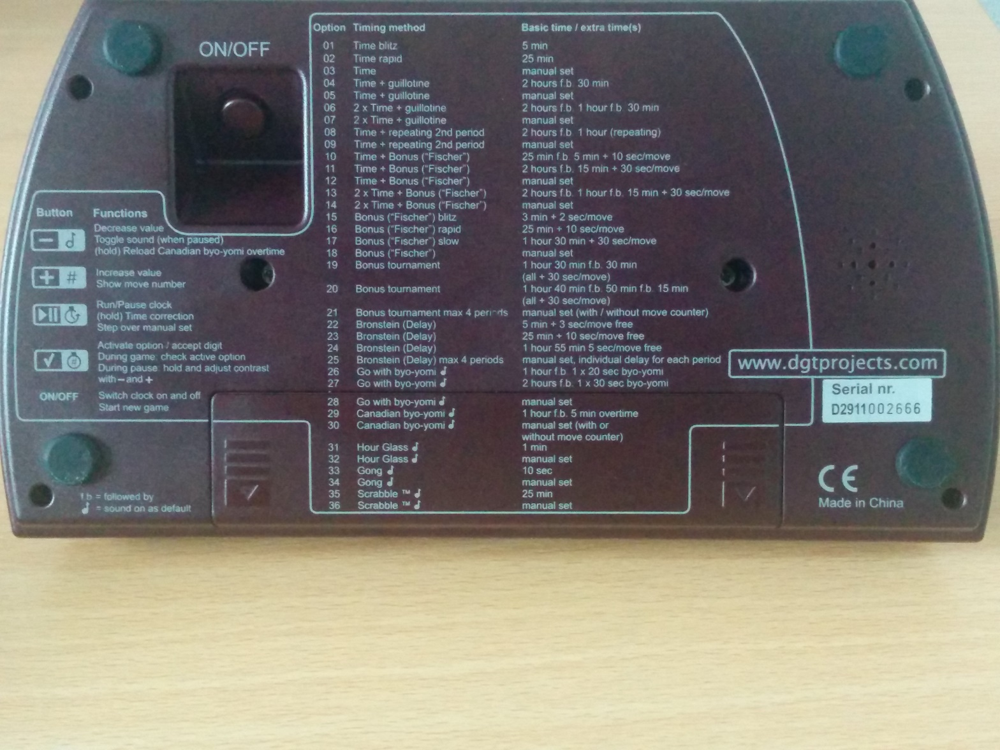 ON/OFF
Option Timing method Basic time / extra time(s)
01 Time blitz 5 min
02 Time rapid 25 min
03 Time manual set
04 Time + guillotine 2 hours f.b. 30 min
05 Time + guillotine manual set
06 2 x Time + guillotine 2 hours f.b. 1 hour f.b. 30 min
07 2 x Time + guillotine manual set
08 Time + repeating 2nd period 2 hours f.b. 1 hour (repeating)
09 Time + repeating 2nd period manual set
10 Time + Bonus ("Fischer") 25 min f.b. 5 min + 10 sec/move
11 Time + Bonus ("Fischer") 2 hours f.b. 15 min + 30 sec/move
12 Time + Bonus ("Fischer") manual set
13 2 x Time + Bonus ("Fischer") 2 hours f.b. 1 hour f.b. 15 min + 30 sec/move
14 2 x Time + Bonus ("Fischer") manual set
15 Bonus ("Fischer") blitz 3 min + 2 sec/move
16 Bonus ("Fischer") rapid 25 min + 10 sec/move
17 Bonus ("Fischer") slow 1 hour 30 min + 30 sec/move
18 Bonus ("Fischer") manual set
19 Bonus tournament 1 hour 30 min f.b. 30 min
(all + 30 sec/move)
20 Bonus tournament 1 hour 40 min f.b. 50 min f.b. 15 min
(all + 30 sec/move)
21 Bonus tournament max 4 periods manual set (with / without move counter)
22 Bronstein (Delay) 5 min + 3 sec/move free
23 Bronstein (Delay) 25 min + 10 sec/move free
24 Bronstein (Delay) 1 hour 55 min 5 sec/move free
25 Bronstein (Delay) max 4 periods manual set, individual delay for each period
26 Go with byo-yomi ♪ 1 hour f.b. 1 x 20 sec byo-yomi
27 Go with byo-yomi ♪ 2 hours f.b. 1 x 30 sec byo-yomi
28 Go with byo-yomi ♪ manual set
29 Canadian byo-yomi ♪ 1 hour f.b. 5 min overtime
30 Canadian byo-yomi ♪ manual set (with or
without move counter)
31 Hour Glass ♪ 1 min
32 Hour Glass ♪ manual set
33 Gong ♪ 10 sec
34 Gong ♪ manual set
35 Scrabble ™ ♪ 25 min
36 Scrabble ™ ♪ manual set
Button Functions
Decrease value
− ♪ Toggle sound (when paused)
(hold) Reload Canadian byo-yomi overtime
+ # Increase value
Show move number
Run/Pause clock
(hold) Time correction
Step over manual set
Activate option / accept digit
During game: check active option
During pause: hold and adjust contrast
with − and +
ON/OFF Switch clock on and off
Start new game
f.b. = followed by
♪ = sound on as default
www.dgtprojects.com
Serial nr.
D2911002666
CE
Made in China